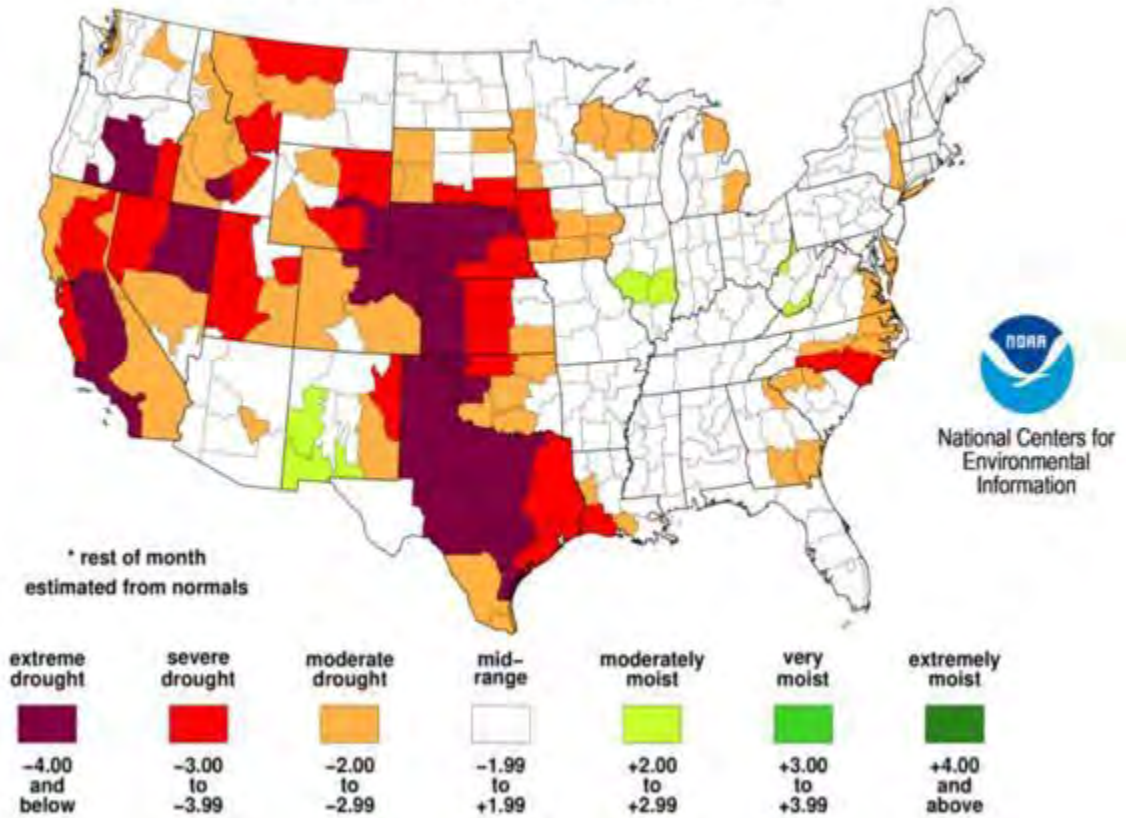 NOAA
National Centers for
Environmental
Information
* rest of month
estimated from normals
extreme drought
severe drought
moderate drought
mid-range
moderately moist
very moist
extremely moist
-4.00 and below
-3.00 to -3.99
-2.00 to -2.99
-1.99 to +1.99
+2.00 to +2.99
+3.00 to +3.99
+4.00 and above